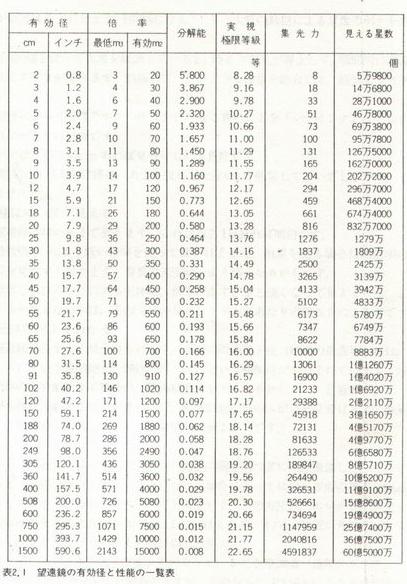 有効径 倍率 分解能 実視極限等級 集光力 見える星数
cm インチ 最低m₁ 有効m₂
等 個
2 0.8 3 20 5″.800 8.28 8 5万9800
3 1.2 4 30 3.867 9.16 18 14万6800
4 1.6 6 40 2.900 9.78 33 28万1000
5 2.0 7 50 2.320 10.27 51 46万8000
6 2.4 9 60 1.933 10.66 73 69万3800
7 2.8 10 70 1.657 11.00 100 95万7800
8 3.1 11 80 1.450 11.29 131 126万5000
9 3.5 13 90 1.289 11.55 165 162万0000
10 3.9 14 100 1.160 11.77 204 202万2000
12 4.7 17 120 0.967 12.17 294 296万7000
15 5.9 21 150 0.773 12.65 459 468万4000
18 7.1 26 180 0.644 13.05 661 674万4000
20 7.9 29 200 0.580 13.28 816 832万7000
25 9.8 36 250 0.464 13.76 1276 1279万
30 11.8 43 300 0.387 14.16 1837 1809万
35 13.8 50 350 0.331 14.49 2500 2425万
40 15.7 57 400 0.290 14.78 3265 3139万
45 17.7 64 450 0.258 15.04 4133 3942万
50 19.7 71 500 0.232 15.27 5102 4833万
55 21.7 79 550 0.211 15.48 6173 5780万
60 23.6 86 600 0.193 15.66 7347 6749万
65 25.6 93 650 0.178 15.84 8622 7784万
70 27.6 100 700 0.166 16.00 10000 8883万
80 31.5 114 800 0.145 16.29 13061 1億1260万
91 35.8 130 910 0.127 16.57 16900 1億4020万
102 40.2 146 1020 0.114 16.82 21233 1億6920万
120 47.2 171 1200 0.097 17.17 29388 2億2110万
150 59.1 214 1500 0.077 17.65 45918 3億1650万
188 74.0 269 1880 0.062 18.14 72131 4億5170万
200 78.7 286 2000 0.058 18.28 81633 4億9770万
249 98.0 356 2490 0.047 18.76 126533 6億6580万
305 120.1 436 3050 0.038 19.20 189847 8億5710万
360 141.7 514 3600 0.032 19.56 264490 10億5200万
400 157.5 571 4000 0.029 19.78 326531 11億9100万
508 200.0 726 5080 0.023 20.30 526661 15億8600万
600 236.2 857 6000 0.019 20.66 734694 19億4900万
750 295.3 1071 7500 0.015 21.15 1147959 25億7400万
1000 393.7 1429 10000 0.012 21.77 2040816 36億7500万
1500 590.6 2143 15000 0.008 22.65 4591837 60億5000万
表2.1 望遠鏡の有効径と性能の一覧表